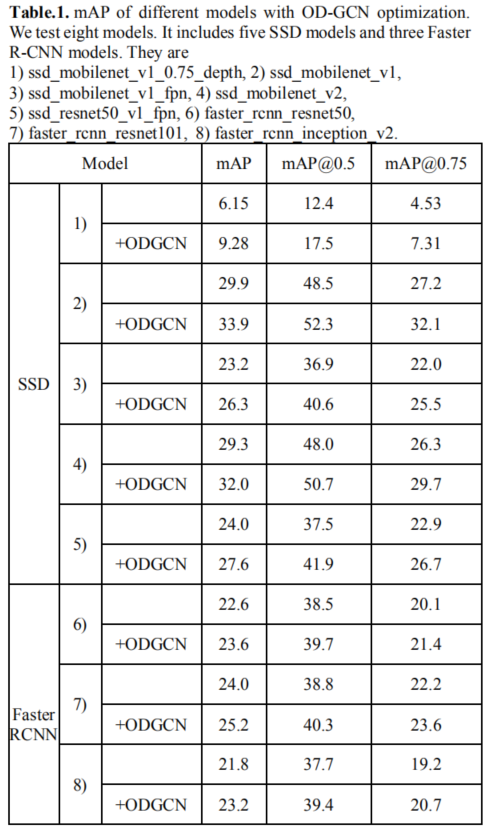 Table.1. mAP of different models with OD-GCN optimization.
We test eight models. It includes five SSD models and three Faster
R-CNN models. They are
1) ssd_mobilenet_v1_0.75_depth, 2) ssd_mobilenet_v1,
3) ssd_mobilenet_v1_fpn, 4) ssd_mobilenet_v2,
5) ssd_resnet50_v1_fpn, 6) faster_rcnn_resnet50,
7) faster_rcnn_resnet101, 8) faster_rcnn_inception_v2.
Model mAP mAP@0.5 mAP@0.75
SSD
1) 6.15 12.4 4.53
+ODGCN 9.28 17.5 7.31
2) 29.9 48.5 27.2
+ODGCN 33.9 52.3 32.1
3) 23.2 36.9 22.0
+ODGCN 26.3 40.6 25.5
4) 29.3 48.0 26.3
+ODGCN 32.0 50.7 29.7
5) 24.0 37.5 22.9
+ODGCN 27.6 41.9 26.7
Faster
RCNN
6) 22.6 38.5 20.1
+ODGCN 23.6 39.7 21.4
7) 24.0 38.8 22.2
+ODGCN 25.2 40.3 23.6
8) 21.8 37.7 19.2
+ODGCN 23.2 39.4 20.7